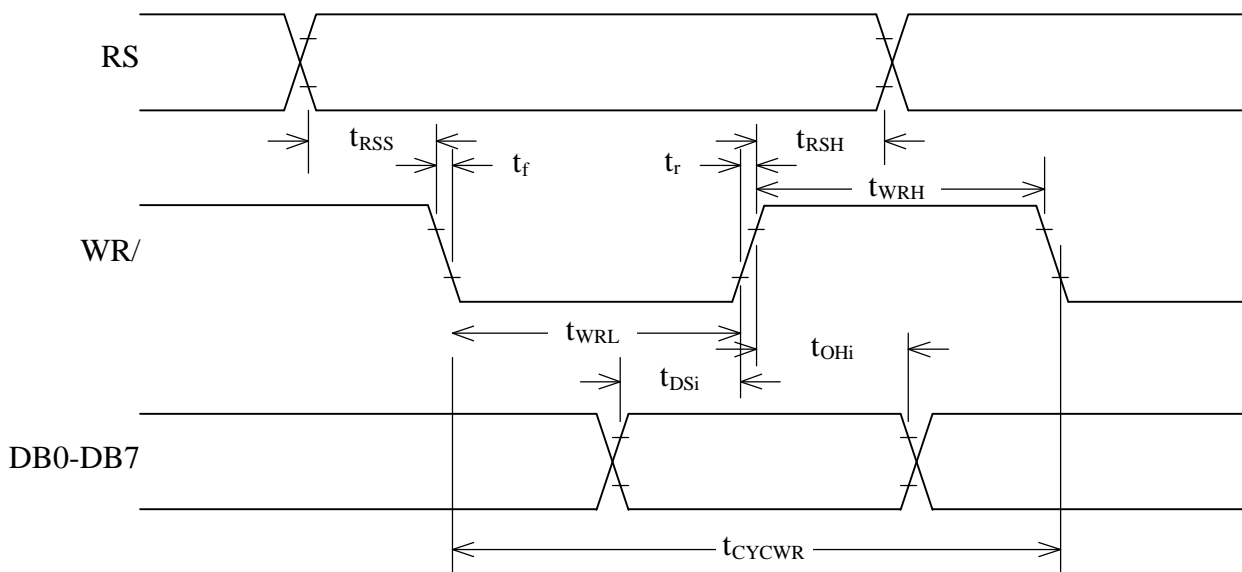 RS
tRSS
tRSH
tf
tr
tWRH
WR/
tWRL
tOHi
tDSi
DB0-DB7
tCYCWR